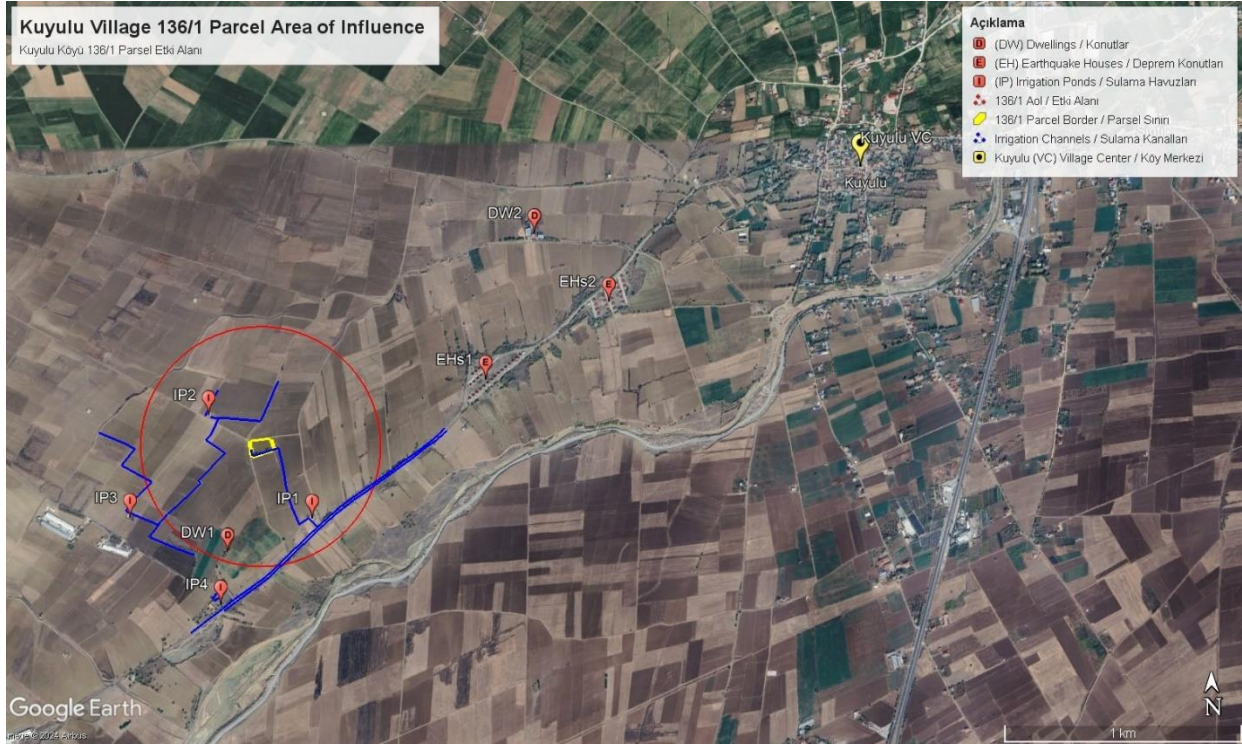 Kuyulu Village 136/1 Parcel Area of Influence
Kuyulu Köyü 136/1 Parsel Etki Alanı
Açıklama
D (DW) Dwellings / Konutlar
E (EH) Earthquake Houses / Deprem Konutları
I (IP) Irrigation Ponds / Sulama Havuzları
136/1 AoI / Etki Alanı
136/1 Parcel Border / Parsel Sınırı
Irrigation Channels / Sulama Kanalları
Kuyulu (VC) Village Center / Köy Merkezi
Kuyulu VC
Kuyulu
DW2 D
EHs2 E
EHs1 E
IP2 I
IP3 I
IP1 I
DW1 D
IP4 I
Google Earth
Image © 2024 Airbus
1 km
N